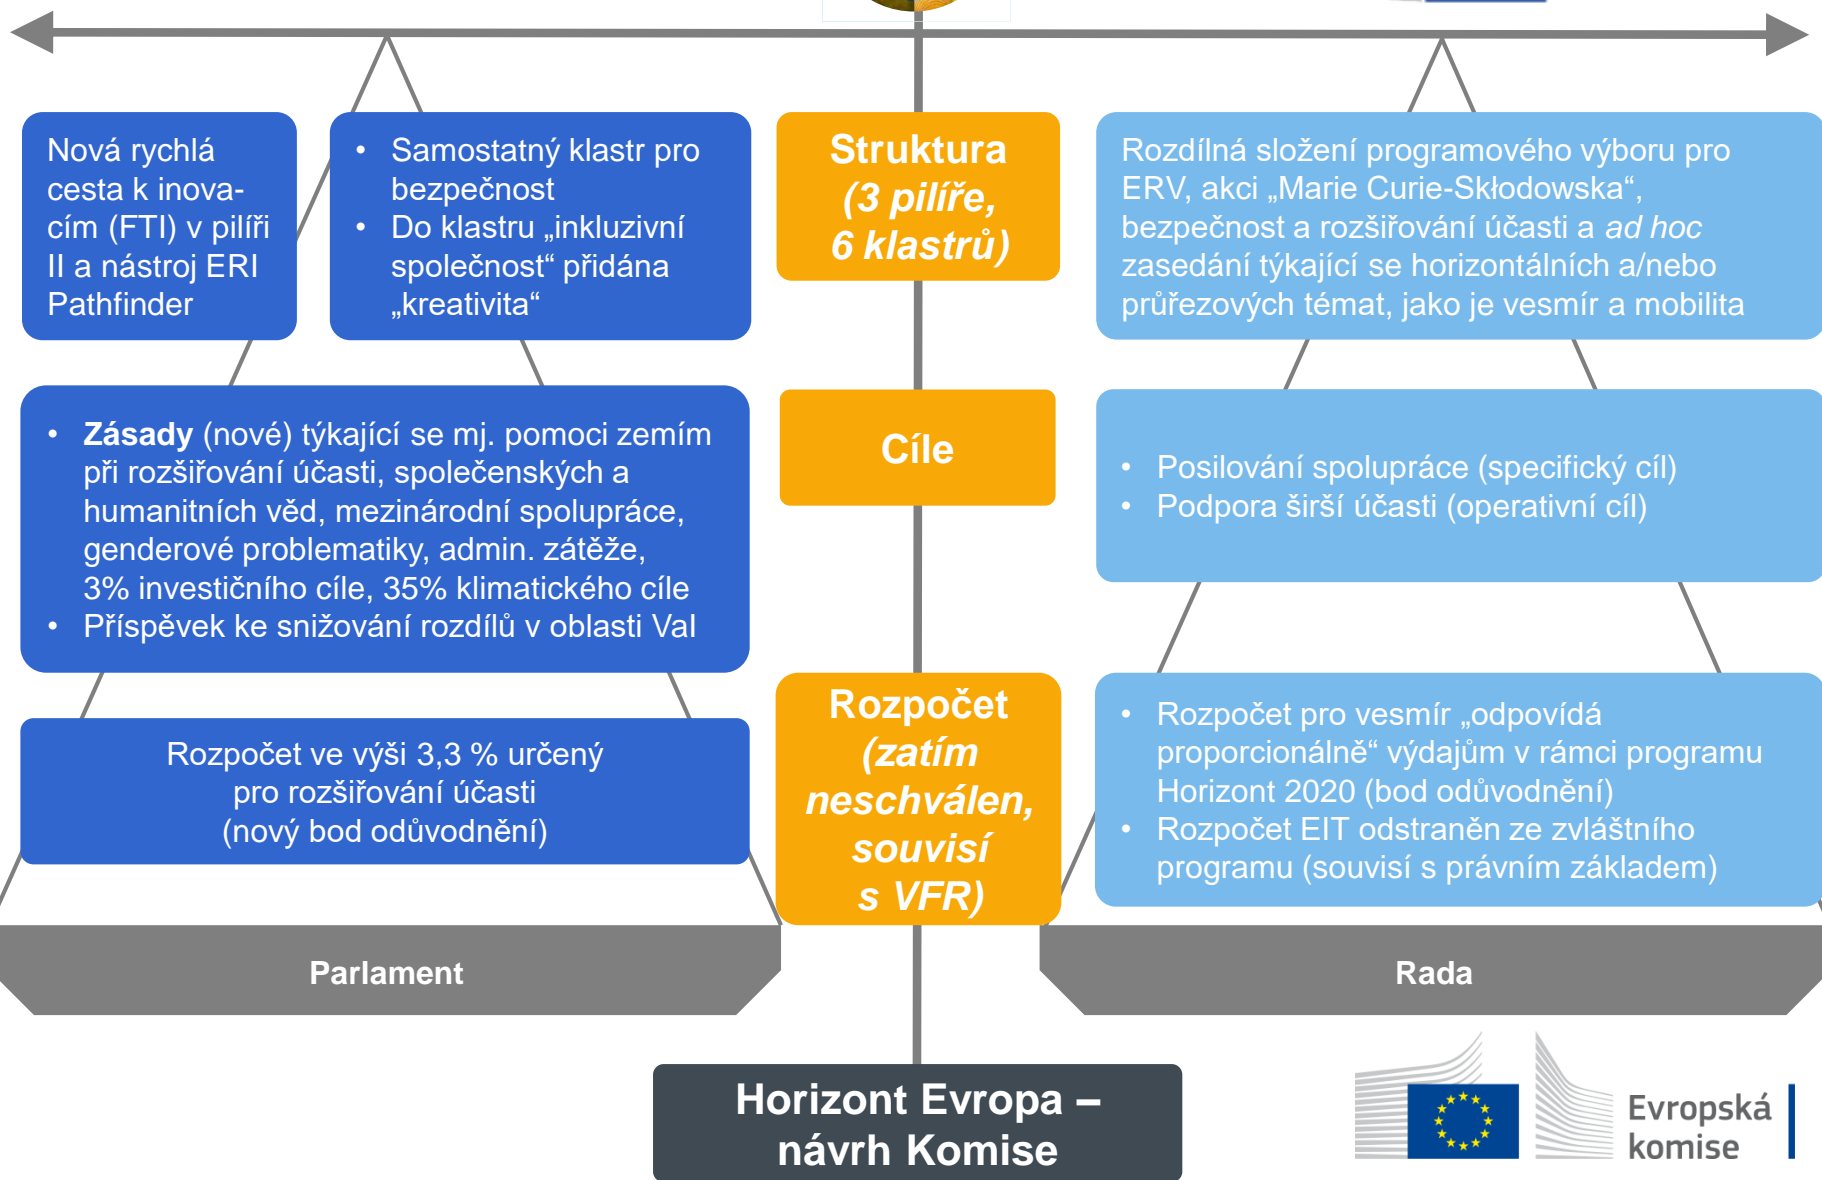 Nová rychlá
cesta k inova-
cím (FTI) v pilíři
II a nástroj ERI
Pathfinder
• Samostatný klastr pro
bezpečnost
• Do klastru „inkluzivní
společnost“ přidána
„kreativita“
Struktura
(3 pilíře,
6 klastrů)
Rozdílná složení programového výboru pro
ERV, akci „Marie Curie-Skłodowska“,
bezpečnost a rozšiřování účasti a ad hoc
zasedání týkající se horizontálních a/nebo
průřezových témat, jako je vesmír a mobilita
• Zásady (nové) týkající se mj. pomoci zemím
při rozšiřování účasti, společenských a
humanitních věd, mezinárodní spolupráce,
genderové problematiky, admin. zátěže,
3% investičního cíle, 35% klimatického cíle
• Příspěvek ke snižování rozdílů v oblasti VaI
Cíle
• Posilování spolupráce (specifický cíl)
• Podpora širší účasti (operativní cíl)
Rozpočet ve výši 3,3 % určený
pro rozšiřování účasti
(nový bod odůvodnění)
Rozpočet
(zatím
neschválen,
souvisí
s VFR)
• Rozpočet pro vesmír „odpovídá
proporcionálně“ výdajům v rámci programu
Horizont 2020 (bod odůvodnění)
• Rozpočet EIT odstraněn ze zvláštního
programu (souvisí s právním základem)
Parlament
Rada
Horizont Evropa –
návrh Komise
Evropská
komise